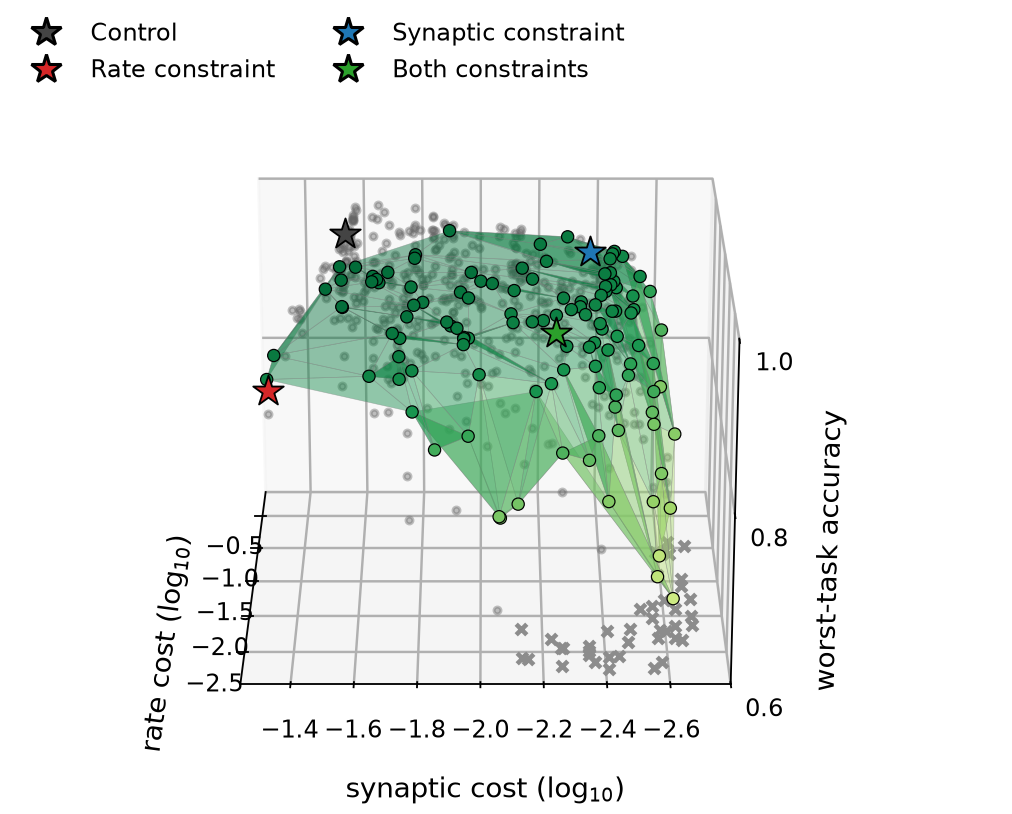 Control
Synaptic constraint
Rate constraint
Both constraints
1.0
0.8
0.6
worst-task accuracy
−0.5
−1.0
−1.5
−2.0
−2.5
rate cost (log₁₀)
−1.4 −1.6 −1.8 −2.0 −2.2 −2.4 −2.6
synaptic cost (log₁₀)